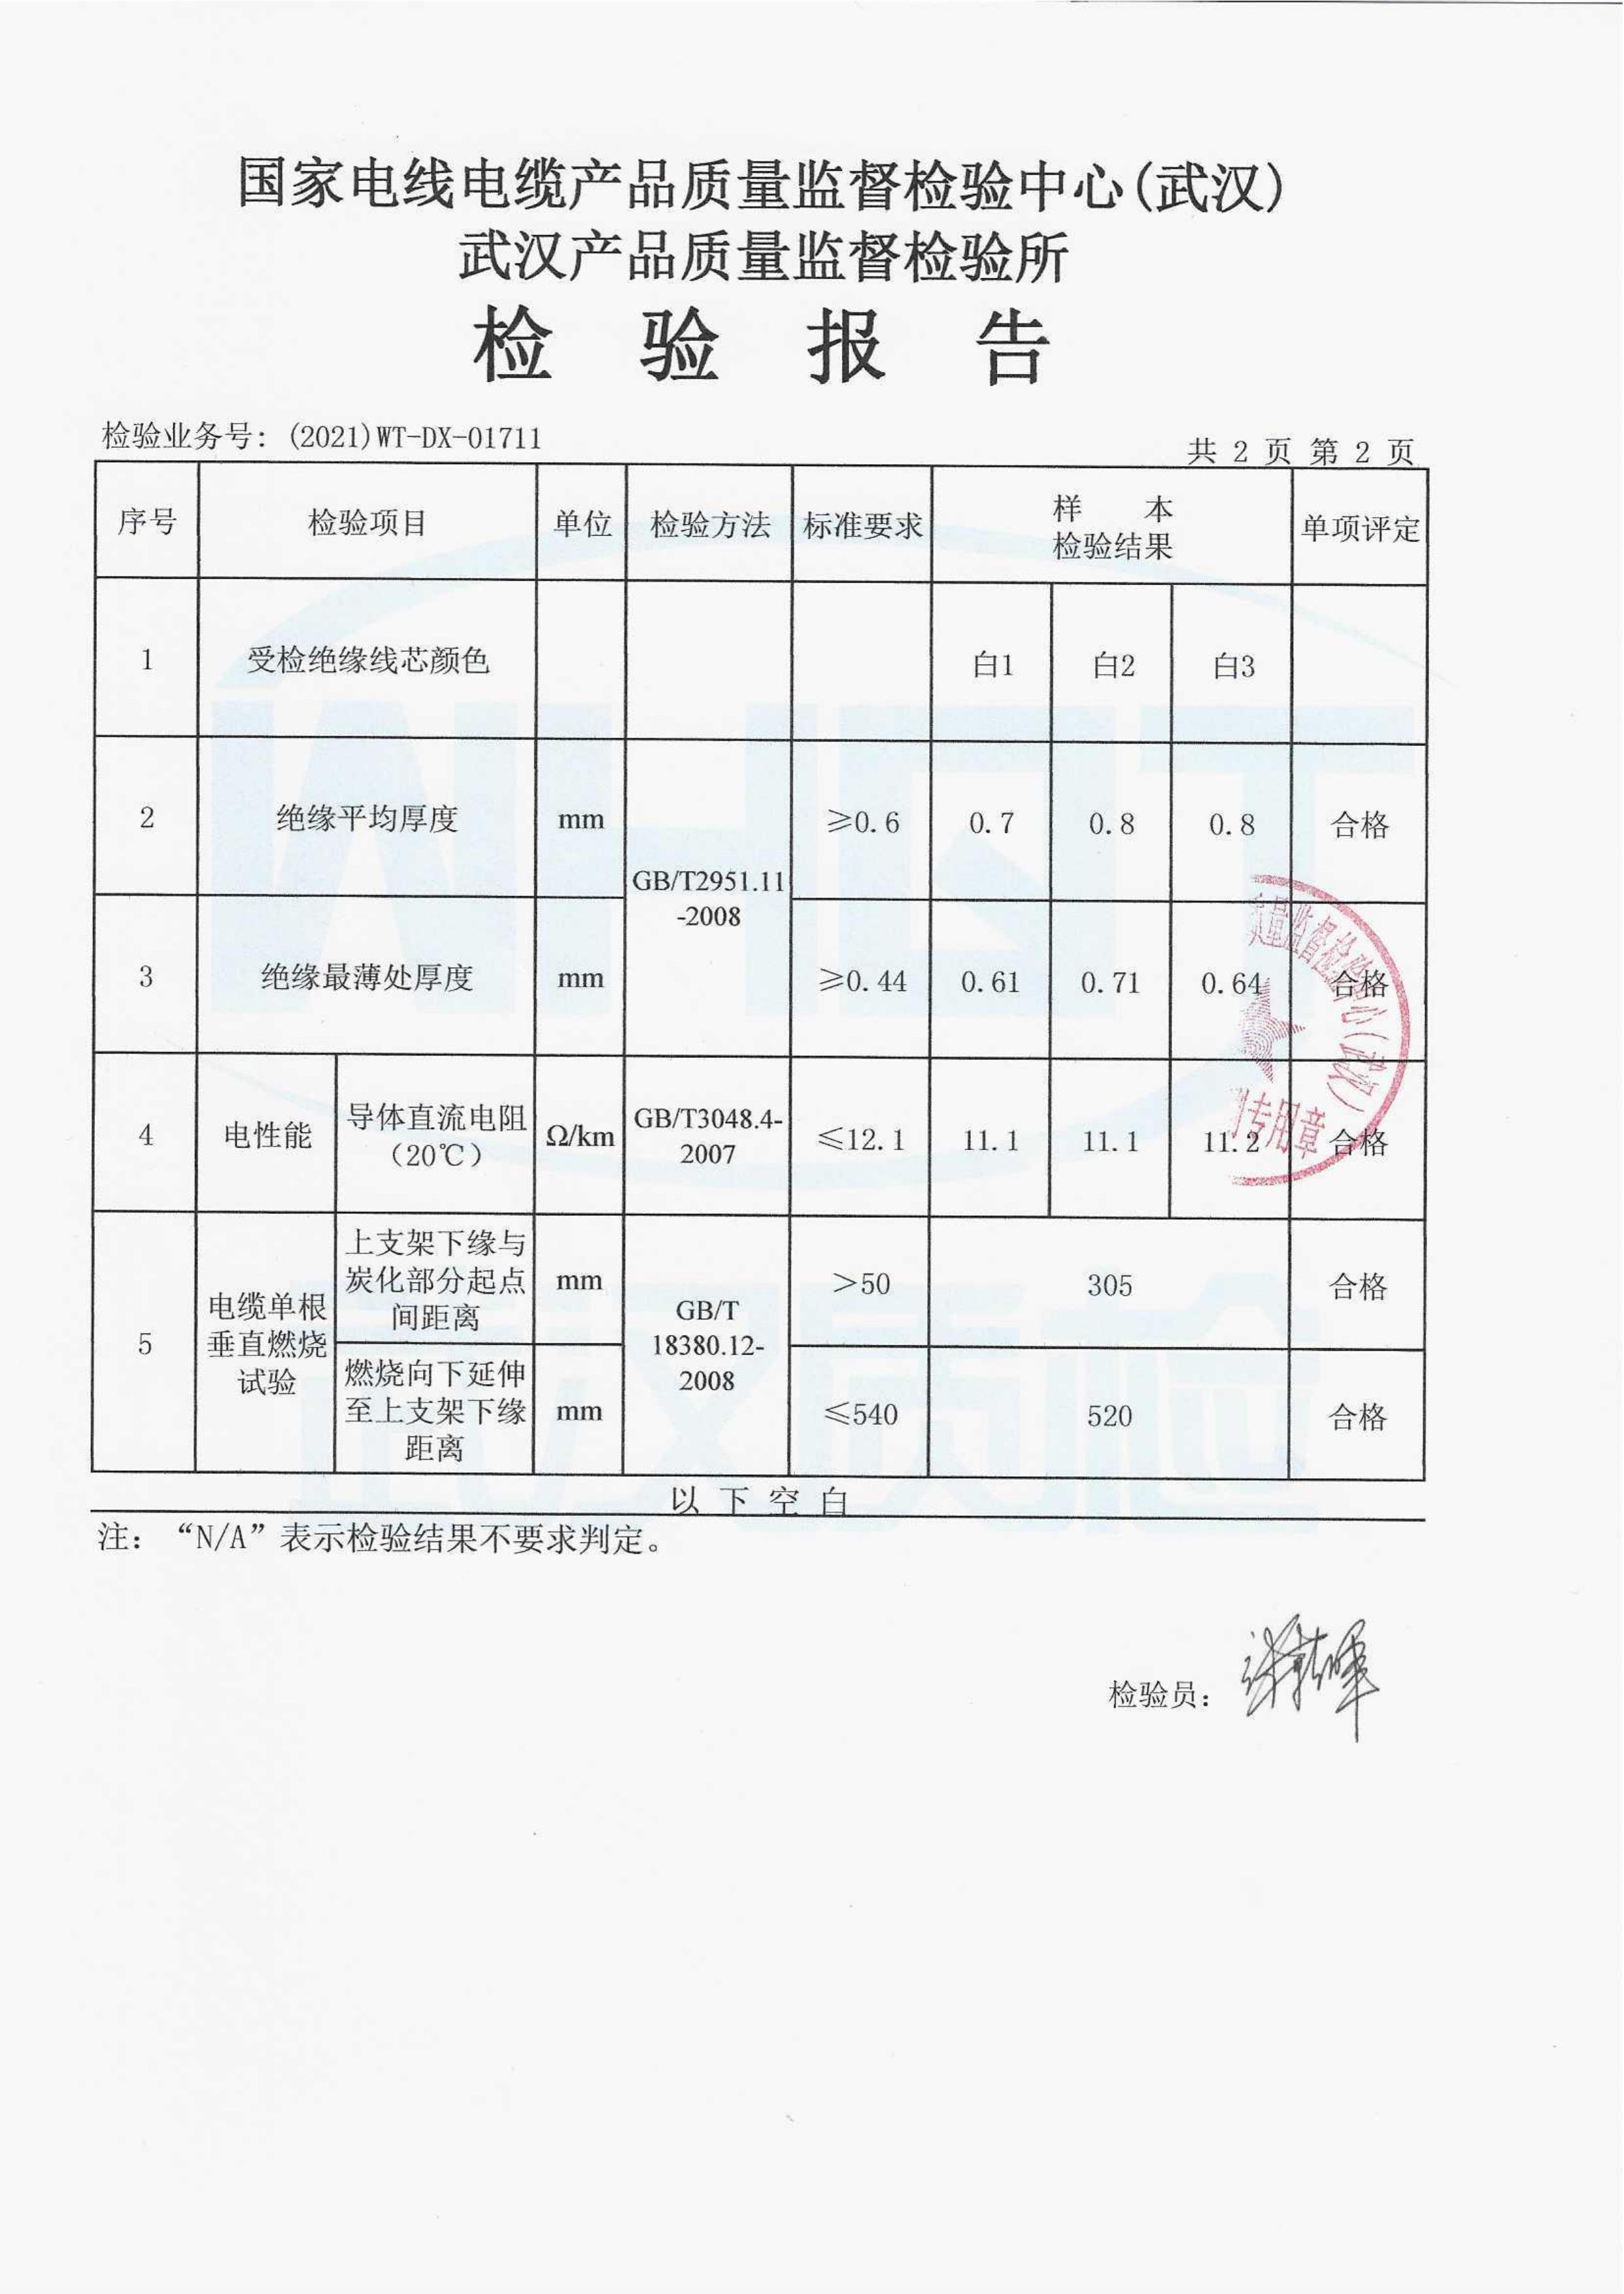 国家电线电缆产品质量监督检验中心(武汉)
武汉产品质量监督检验所
检 验 报 告
检验业务号: (2021)WT-DX-01711
共 2 页 第 2 页
序号 检验项目 单位 检验方法 标准要求 样 本 检验结果 单项评定
1 受检绝缘线芯颜色 白1 白2 白3
2 绝缘平均厚度 mm GB/T2951.11-2008 ≥0.6 0.7 0.8 0.8 合格
3 绝缘最薄处厚度 mm ≥0.44 0.61 0.71 0.64 合格
4 电性能 导体直流电阻（20℃） Ω/km GB/T3048.4-2007 ≤12.1 11.1 11.1 11.2 合格
5 电缆单根垂直燃烧试验 上支架下缘与炭化部分起点间距离 mm GB/T 18380.12-2008 >50 305 合格
燃烧向下延伸至上支架下缘距离 mm ≤540 520 合格
以 下 空 白
注: “N/A”表示检验结果不要求判定。
检验员:
量监督检验中心(武汉)
专用章
WHQT